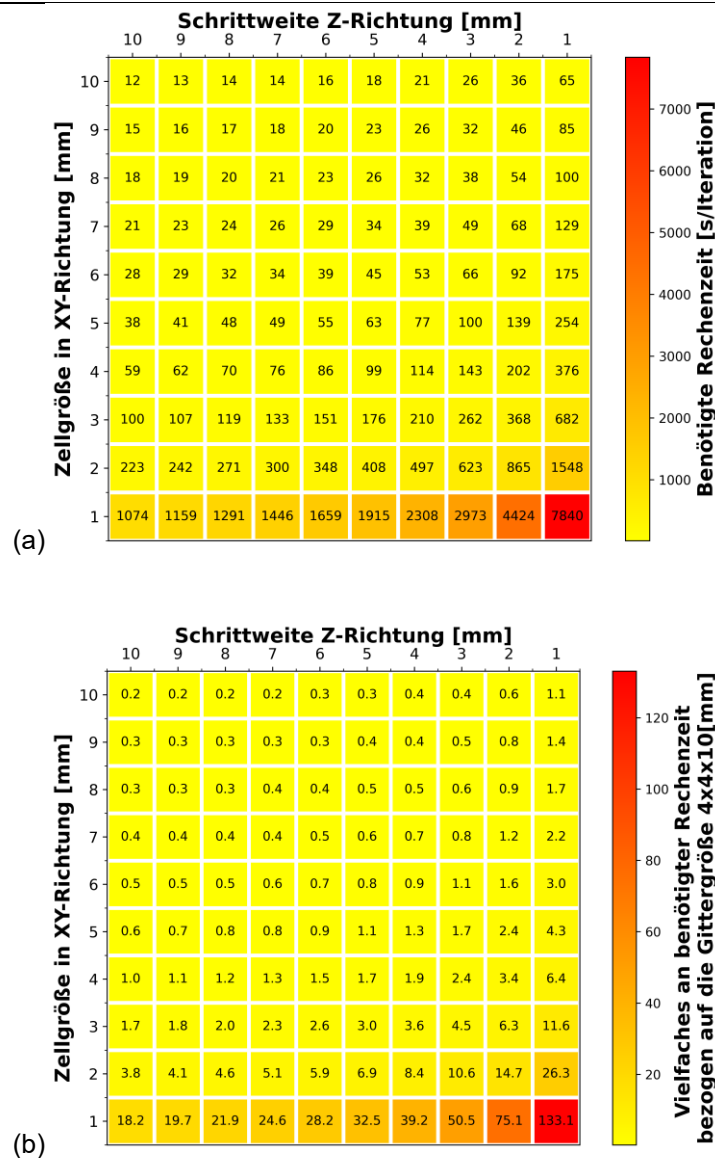 Schrittweite Z-Richtung [mm]
10 9 8 7 6 5 4 3 2 1
10 12 13 14 14 16 18 21 26 36 65
9 15 16 17 18 20 23 26 32 46 85
8 18 19 20 21 23 26 32 38 54 100
7 21 23 24 26 29 34 39 49 68 129
6 28 29 32 34 39 45 53 66 92 175
5 38 41 48 49 55 63 77 100 139 254
4 59 62 70 76 86 99 114 143 202 376
3 100 107 119 133 151 176 210 262 368 682
2 223 242 271 300 348 408 497 623 865 1548
1 1074 1159 1291 1446 1659 1915 2308 2973 4424 7840
Zellgröße in XY-Richtung [mm]
7000
6000
5000
4000
3000
2000
1000
Benötigte Rechenzeit [s/Iteration]
(a)
Schrittweite Z-Richtung [mm]
10 9 8 7 6 5 4 3 2 1
10 0.2 0.2 0.2 0.2 0.3 0.3 0.4 0.4 0.6 1.1
9 0.3 0.3 0.3 0.3 0.3 0.4 0.4 0.5 0.8 1.4
8 0.3 0.3 0.3 0.4 0.4 0.5 0.5 0.6 0.9 1.7
7 0.4 0.4 0.4 0.4 0.5 0.6 0.7 0.8 1.2 2.2
6 0.5 0.5 0.5 0.6 0.7 0.8 0.9 1.1 1.6 3.0
5 0.6 0.7 0.8 0.8 0.9 1.1 1.3 1.7 2.4 4.3
4 1.0 1.1 1.2 1.3 1.5 1.7 1.9 2.4 3.4 6.4
3 1.7 1.8 2.0 2.3 2.6 3.0 3.6 4.5 6.3 11.6
2 3.8 4.1 4.6 5.1 5.9 6.9 8.4 10.6 14.7 26.3
1 18.2 19.7 21.9 24.6 28.2 32.5 39.2 50.5 75.1 133.1
Zellgröße in XY-Richtung [mm]
120
100
80
60
40
20
Vielfaches an benötigter Rechenzeit
bezogen auf die Gittergröße 4x4x10[mm]
(b)